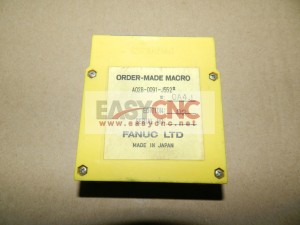 ORDER-MADE MACRO
A02B-0091-J552#
EASYCNC
www.easycnc.net
FANUC LTD
MADE IN JAPAN